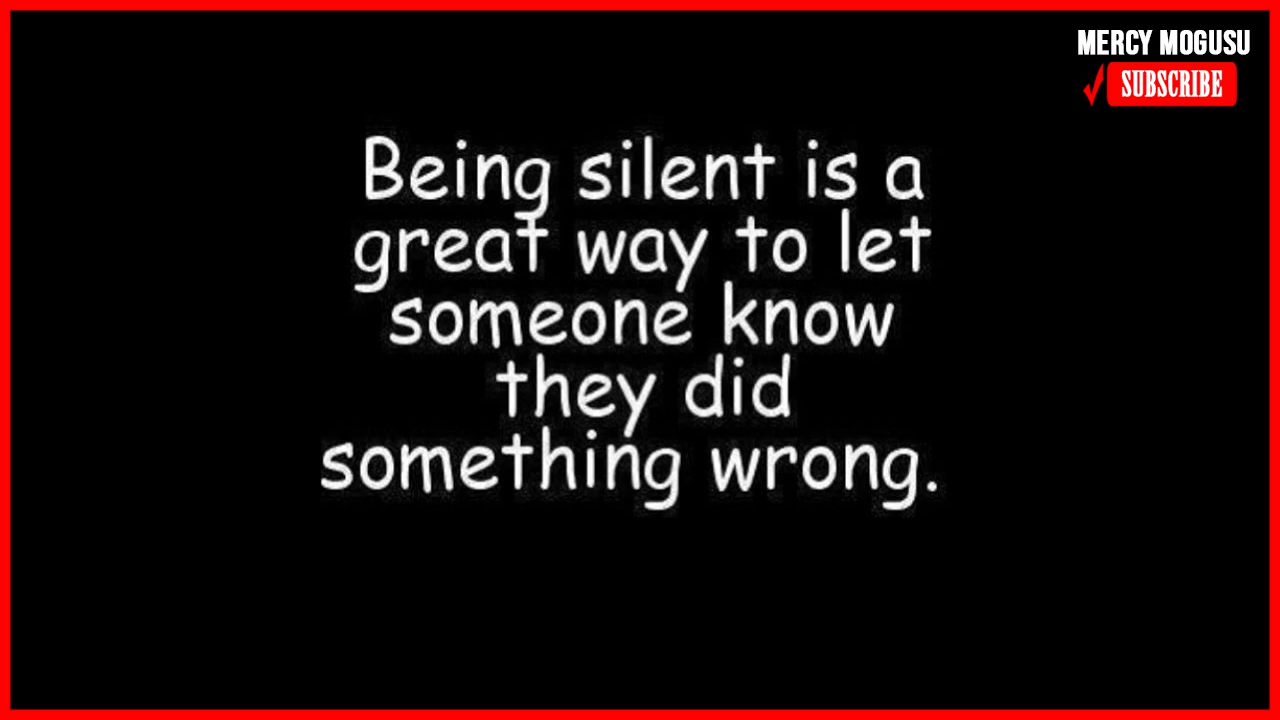 MERCY MOGUSU
SUBSCRIBE
Being silent is a
great way to let
someone know
they did
something wrong.